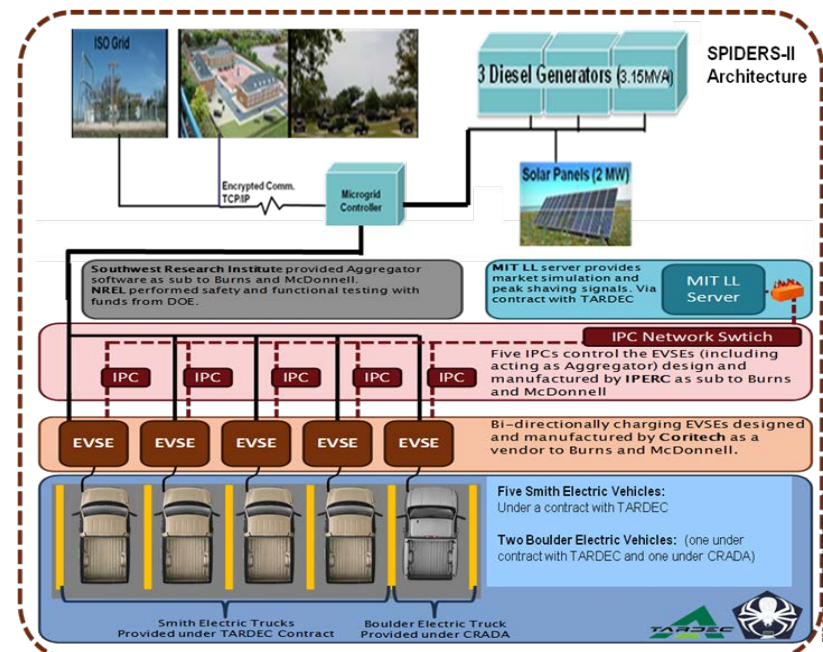 ISO Grid
3 Diesel Generators (3.15MVA)
SPIDERS-II
Architecture
Solar Panels (2 MW)
Encrypted Comm.
TCP/IP
Microgrid
Controller
Southwest Research Institute provided Aggregator
software as sub to Burns and McDonnell.
NREL performed safety and functional testing with
funds from DOE.
MIT LL server provides
market simulation and
peak shaving signals. Via
contract with TARDEC
MIT LL
Server
IPC Network Swtich
Five IPCs control the EVSEs (including
acting as Aggregator) design and
manufactured by IPERC as sub to Burns
and McDonnell
IPC
IPC
IPC
IPC
IPC
EVSE
EVSE
EVSE
EVSE
EVSE
Bi-directionally charging EVSEs designed
and manufactured by Coritech as a
vendor to Burns and McDonnell.
Five Smith Electric Vehicles:
Under a contract with TARDEC
Two Boulder Electric Vehicles: (one under
contract with TARDEC and one under CRADA)
Smith Electric Trucks
Provided under TARDEC Contract
Boulder Electric Truck
Provided under CRADA
TARDEC